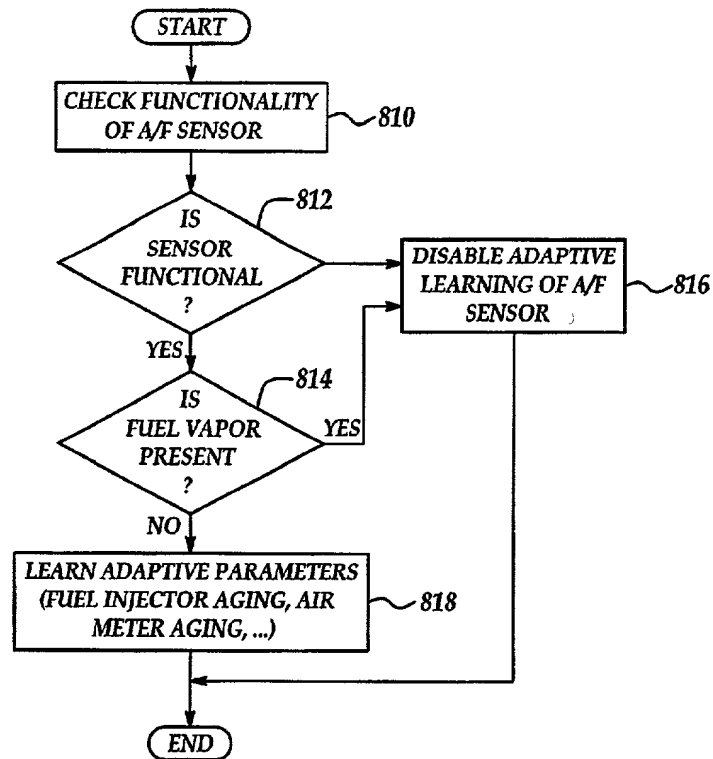 START
CHECK FUNCTIONALITY
OF A/F SENSOR
810
IS
SENSOR
FUNCTIONAL
?
812
DISABLE ADAPTIVE
LEARNING OF A/F
SENSOR
816
YES
IS
FUEL VAPOR
PRESENT
?
814
YES
NO
LEARN ADAPTIVE PARAMETERS
(FUEL INJECTOR AGING, AIR
METER AGING, ...)
818
END